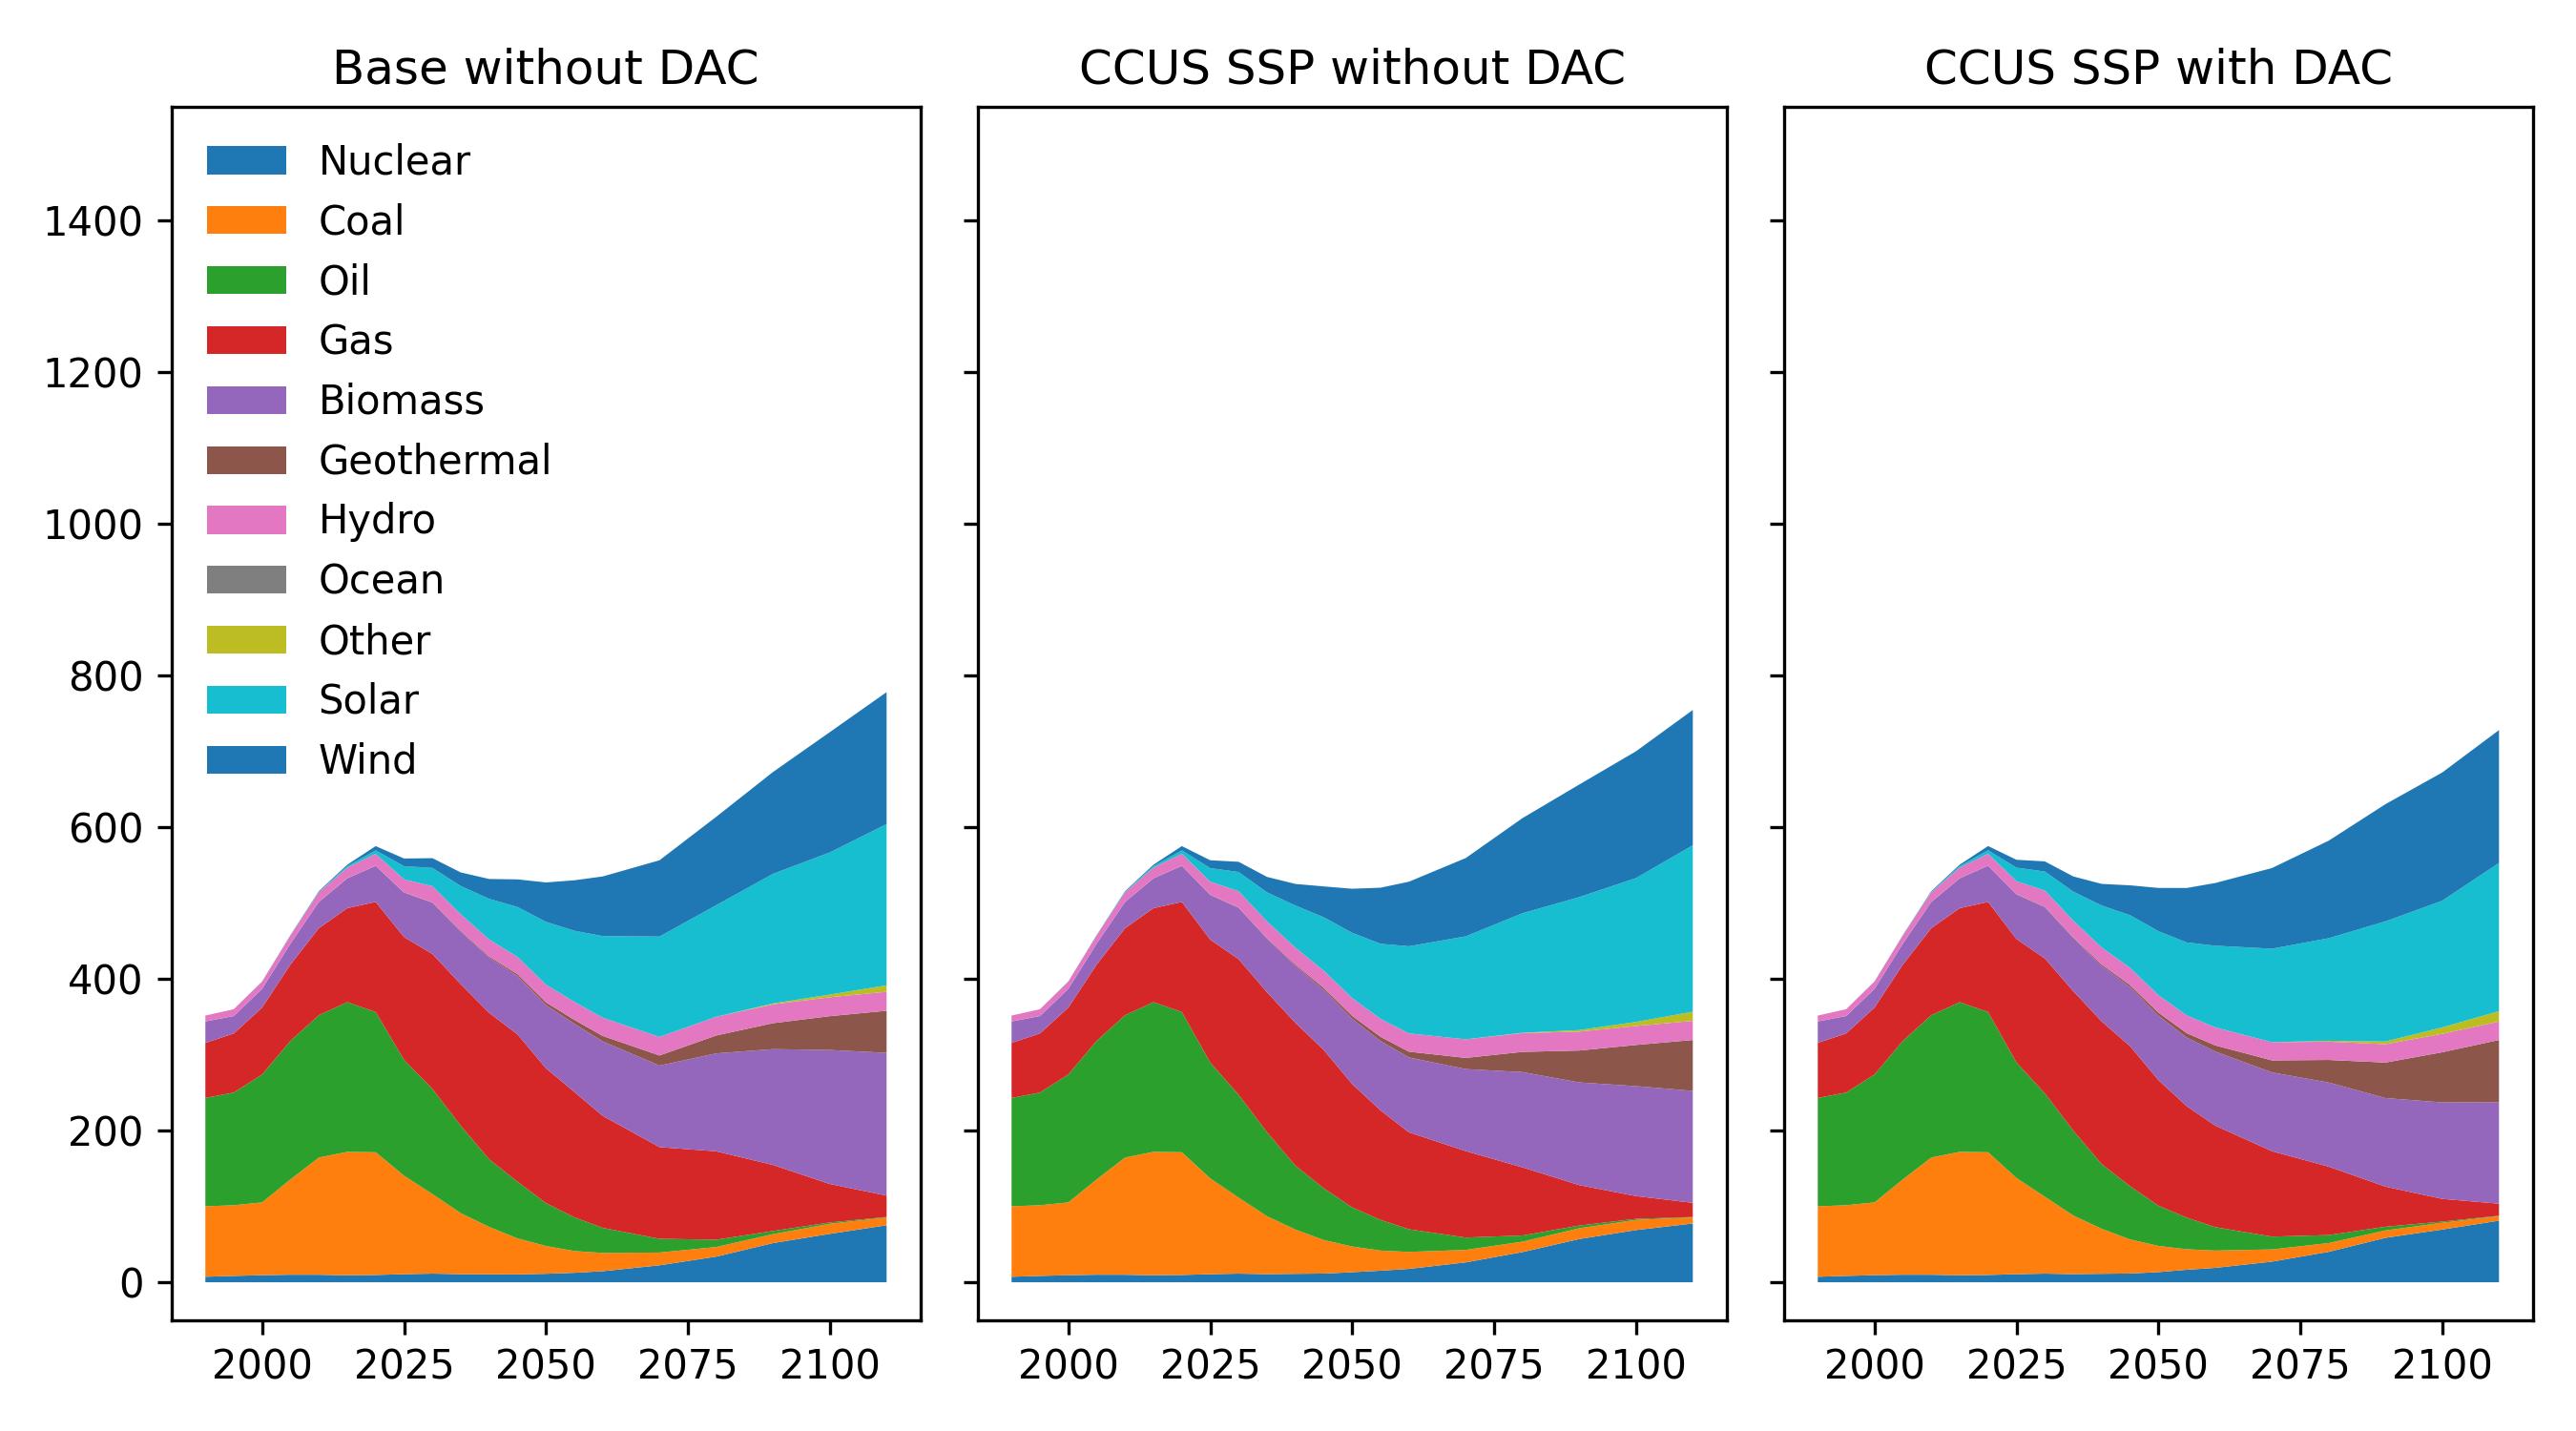 Base without DAC
CCUS SSP without DAC
CCUS SSP with DAC
Nuclear
Coal
Oil
Gas
Biomass
Geothermal
Hydro
Ocean
Other
Solar
Wind
1400
1200
1000
800
600
400
200
0
2000 2025 2050 2075 2100
2000 2025 2050 2075 2100
2000 2025 2050 2075 2100